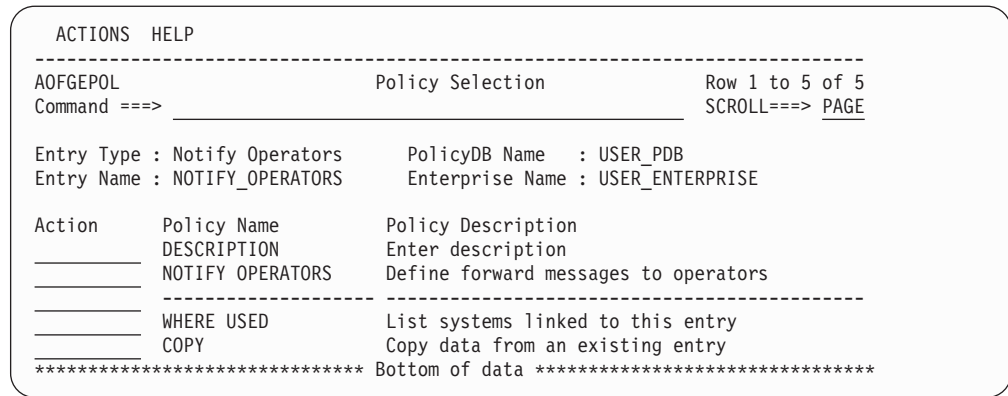 ACTIONS HELP
-------------------------------------------------------------------------------
AOFGEPOL Policy Selection Row 1 to 5 of 5
Command ===> SCROLL===> PAGE
Entry Type : Notify Operators PolicyDB Name : USER_PDB
Entry Name : NOTIFY_OPERATORS Enterprise Name : USER_ENTERPRISE
Action Policy Name Policy Description
DESCRIPTION Enter description
NOTIFY OPERATORS Define forward messages to operators
-------------------- ---------------------------------------------
WHERE USED List systems linked to this entry
COPY Copy data from an existing entry
******************************* Bottom of data ********************************